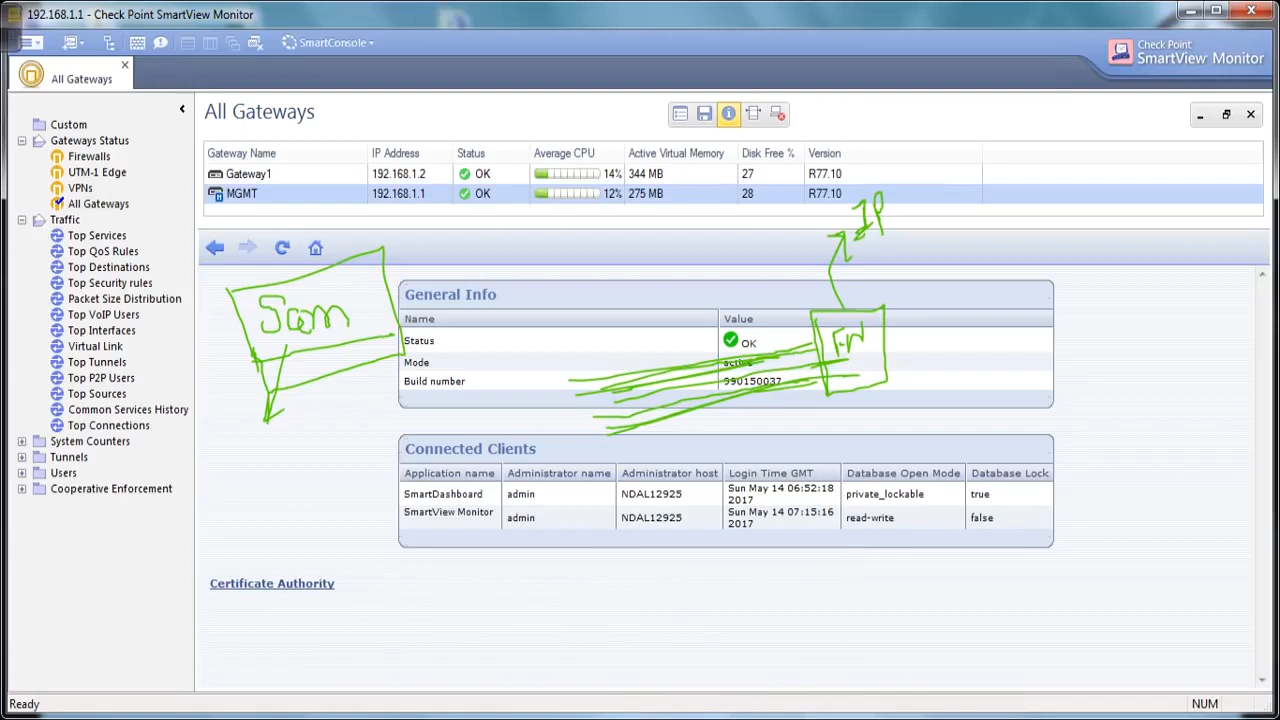 192.168.1.1 - Check Point SmartView Monitor
SmartConsole
Check Point
SmartView Monitor
All Gateways
Custom
Gateways Status
Firewalls
UTM-1 Edge
VPNs
All Gateways
Traffic
Top Services
Top QoS Rules
Top Destinations
Top Security rules
Packet Size Distribution
Top VoIP Users
Top Interfaces
Virtual Link
Top Tunnels
Top P2P Users
Top Sources
Common Services History
Top Connections
System Counters
Tunnels
Users
Cooperative Enforcement
All Gateways
Gateway Name IP Address Status Average CPU Active Virtual Memory Disk Free % Version
Gateway1 192.168.1.2 OK 14% 344 MB 27 R77.10
MGMT 192.168.1.1 OK 12% 275 MB 28 R77.10
IP
FW
General Info
Name Value
Status OK
Mode active
Build number 990150037
Connected Clients
Application name Administrator name Administrator host Login Time GMT Database Open Mode Database Lock
SmartDashboard admin NDAL12925 Sun May 14 06:52:18 2017 private_lockable true
SmartView Monitor admin NDAL12925 Sun May 14 07:15:16 2017 read-write false
Certificate Authority
Ready
NUM